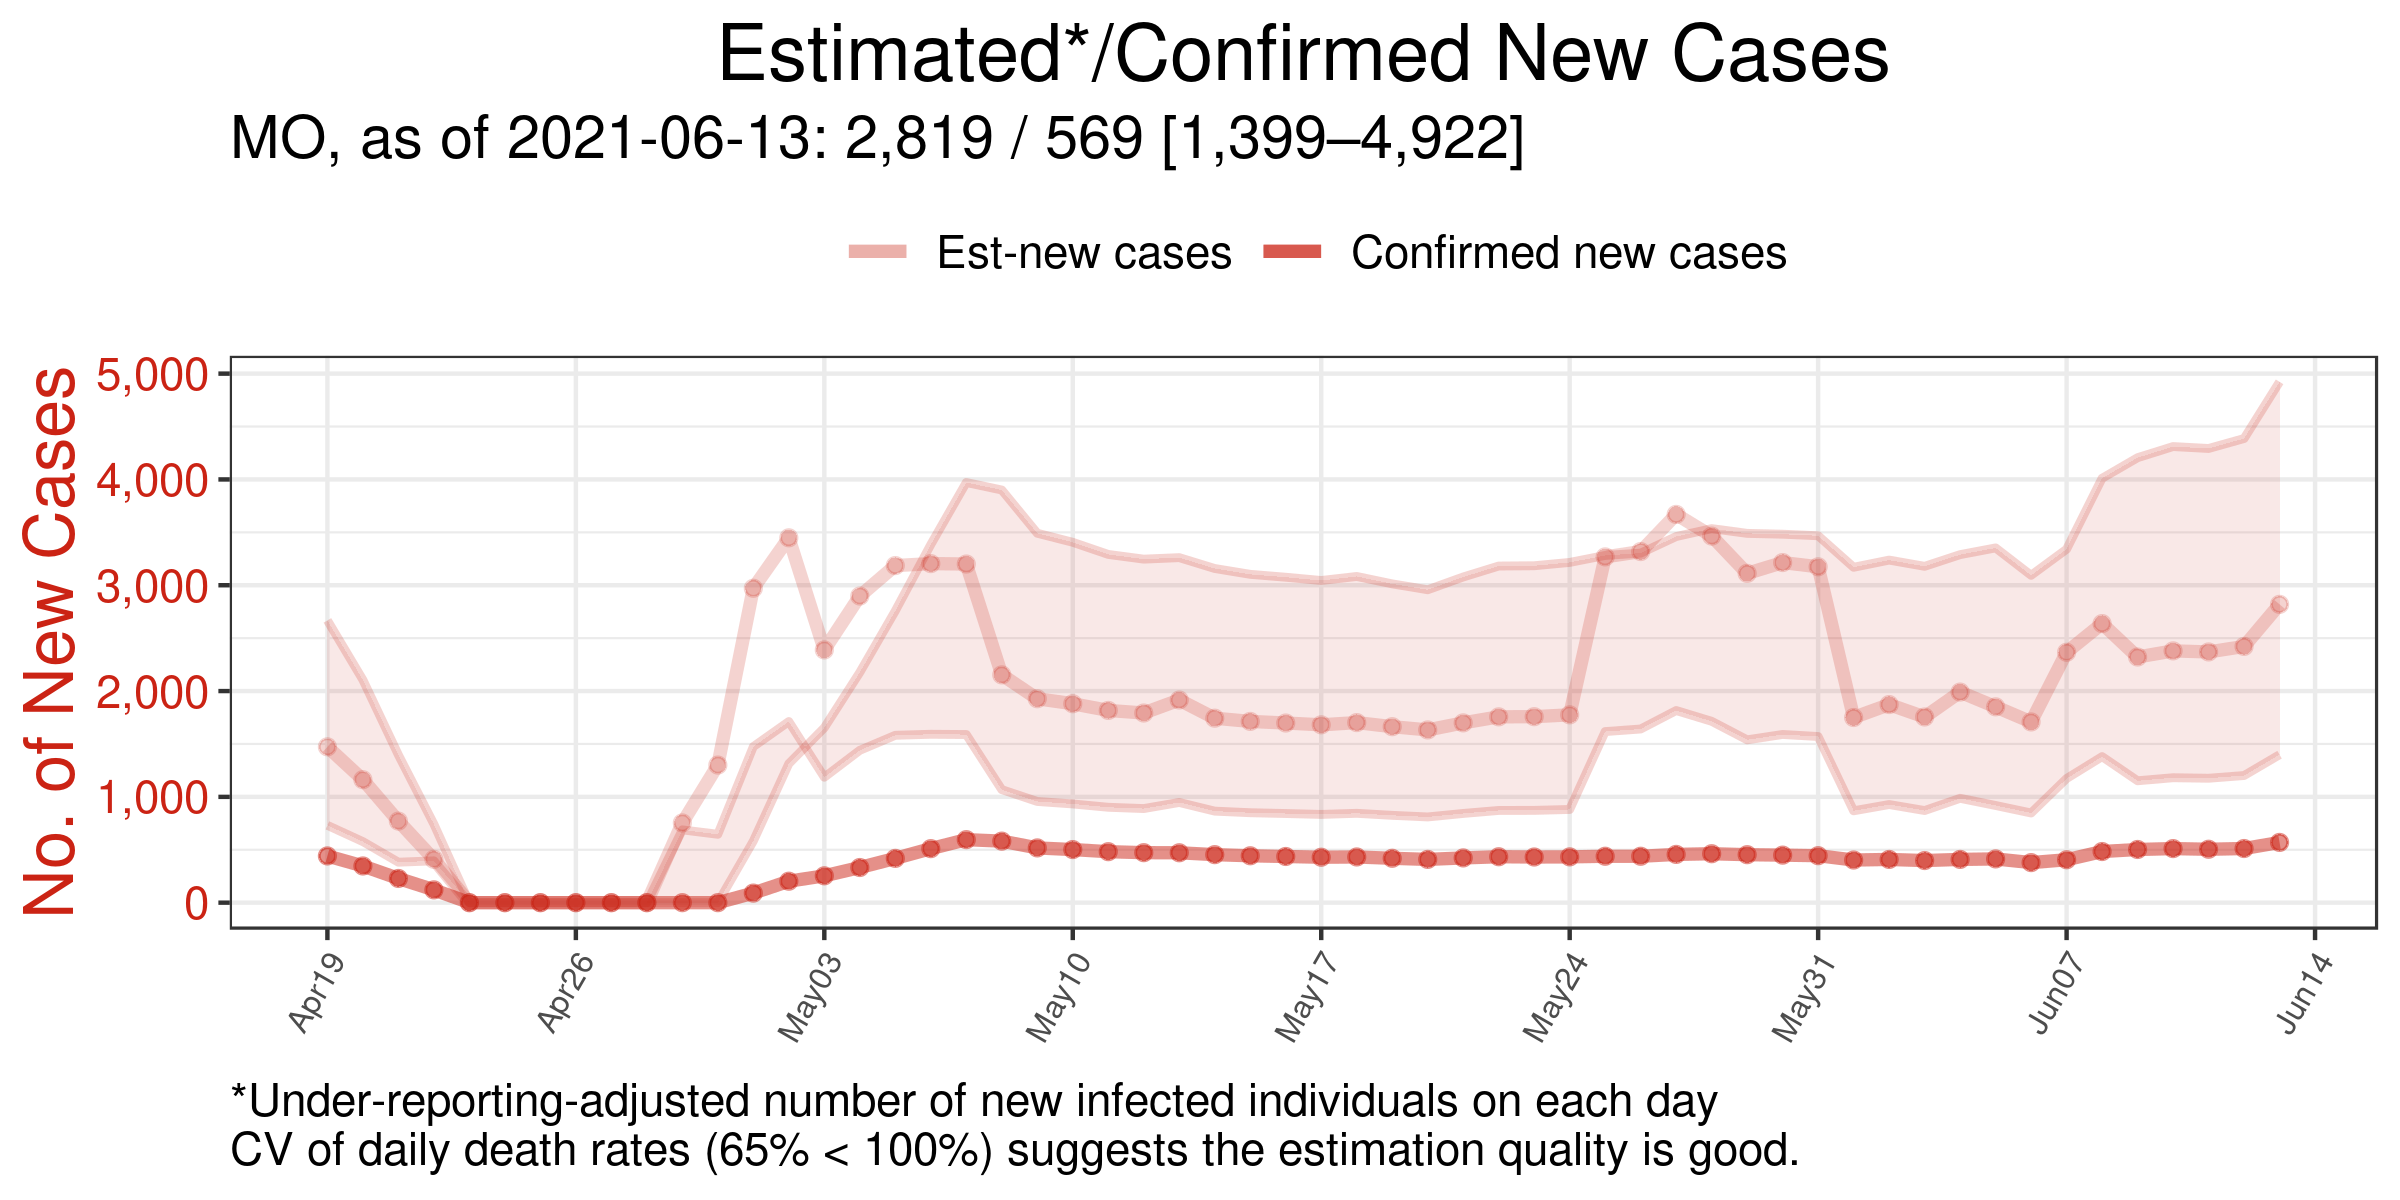 Estimated*/Confirmed New Cases
MO, as of 2021-06-13: 2,819 / 569 [1,399–4,922]
Est-new cases
Confirmed new cases
No. of New Cases
5,000
4,000
3,000
2,000
1,000
0
Apr19
Apr26
May03
May10
May17
May24
May31
Jun07
Jun14
*Under-reporting-adjusted number of new infected individuals on each day
CV of daily death rates (65% < 100%) suggests the estimation quality is good.